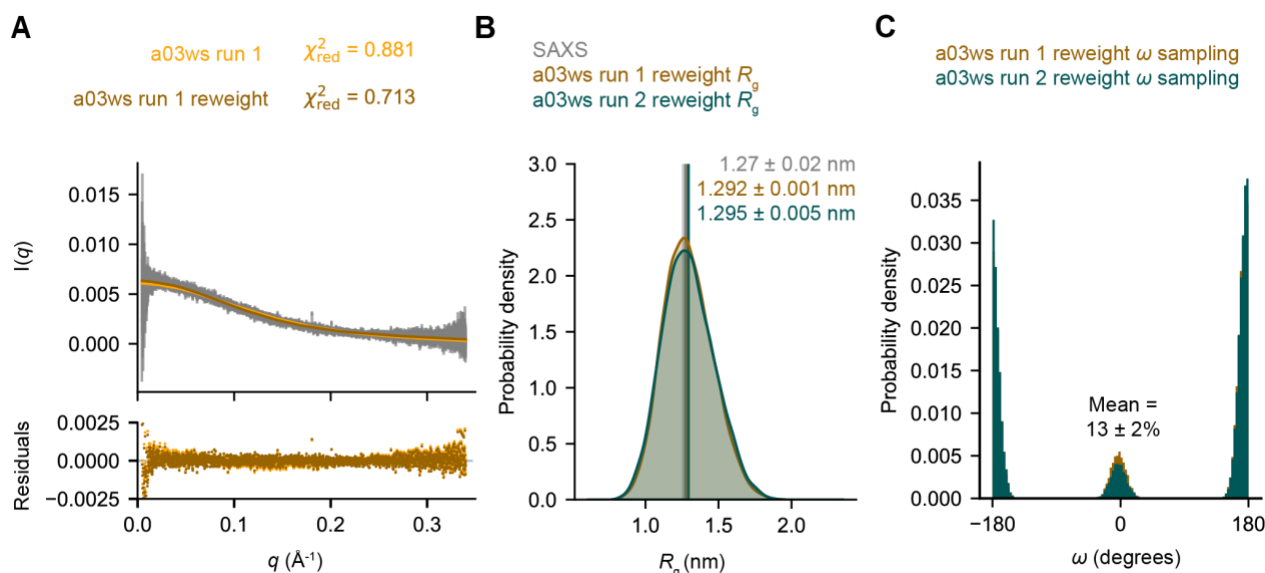 A
a03ws run 1 χ²red = 0.881
a03ws run 1 reweight χ²red = 0.713
I(q)
0.015
0.010
0.005
0.000
Residuals
0.0025
0.0000
−0.0025
0.0 0.1 0.2 0.3
q (Å-1)
B
SAXS
a03ws run 1 reweight Rg
a03ws run 2 reweight Rg
1.27 ± 0.02 nm
1.292 ± 0.001 nm
1.295 ± 0.005 nm
Probability density
3.0
2.5
2.0
1.5
1.0
0.5
0.0
1.0 1.5 2.0
Rg (nm)
C
a03ws run 1 reweight ω sampling
a03ws run 2 reweight ω sampling
Probability density
0.035
0.030
0.025
0.020
0.015
0.010
0.005
0.000
Mean =
13 ± 2%
−180 0 180
ω (degrees)